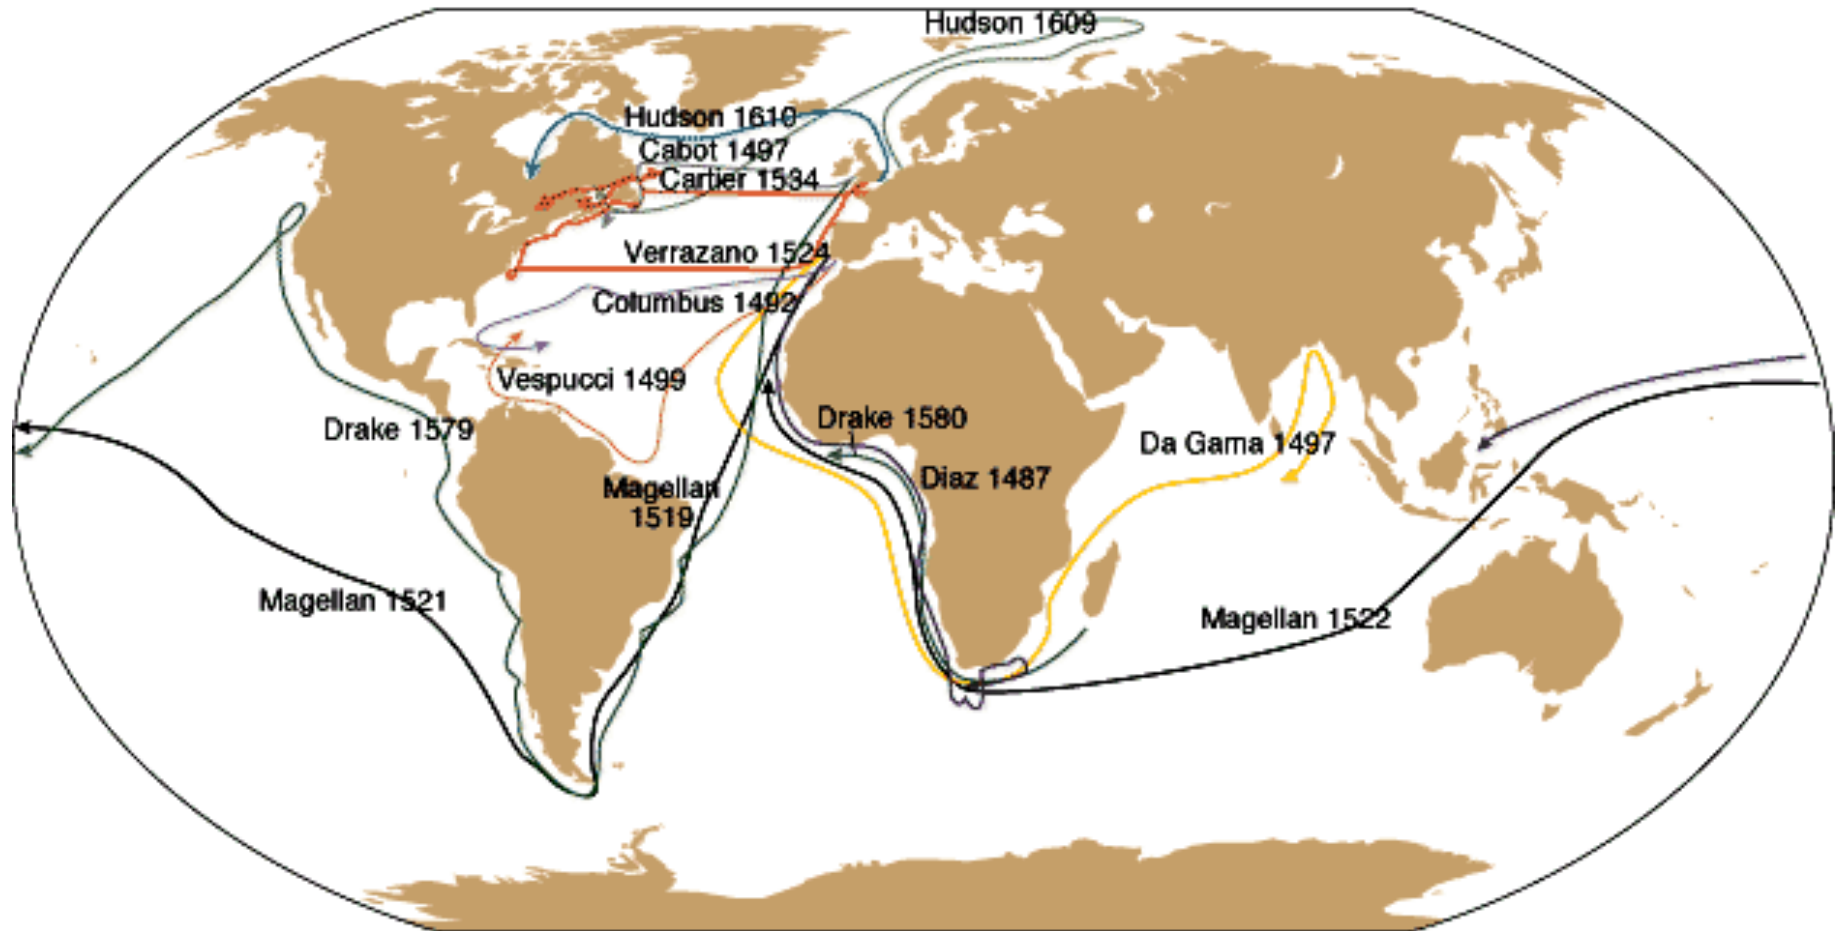 Hudson 1609
Hudson 1610
Cabot 1497
Cartier 1534
Verrazano 1524
Columbus 1492
Vespucci 1499
Drake 1579
Drake 1580
Da Gama 1497
Diaz 1487
Magellan
1519
Magellan 1521
Magellan 1522